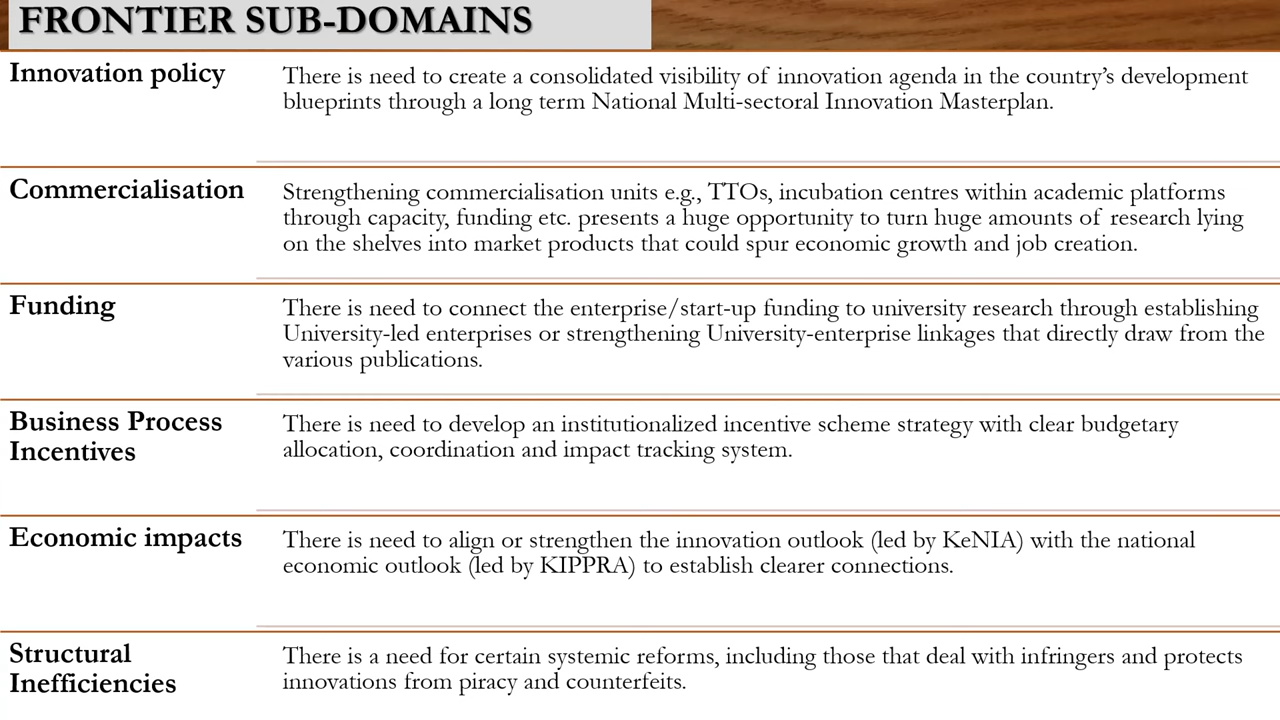 FRONTIER SUB-DOMAINS
Innovation policy
There is need to create a consolidated visibility of innovation agenda in the country's development
blueprints through a long term National Multi-sectoral Innovation Masterplan.
Commercialisation
Strengthening commercialisation units e.g., TTOs, incubation centres within academic platforms
through capacity, funding etc. presents a huge opportunity to turn huge amounts of research lying
on the shelves into market products that could spur economic growth and job creation.
Funding
There is need to connect the enterprise/start-up funding to university research through establishing
University-led enterprises or strengthening University-enterprise linkages that directly draw from the
various publications.
Business Process
Incentives
There is need to develop an institutionalized incentive scheme strategy with clear budgetary
allocation, coordination and impact tracking system.
Economic impacts
There is need to align or strengthen the innovation outlook (led by KeNIA) with the national
economic outlook (led by KIPPRA) to establish clearer connections.
Structural
Inefficiencies
There is a need for certain systemic reforms, including those that deal with infringers and protects
innovations from piracy and counterfeits.